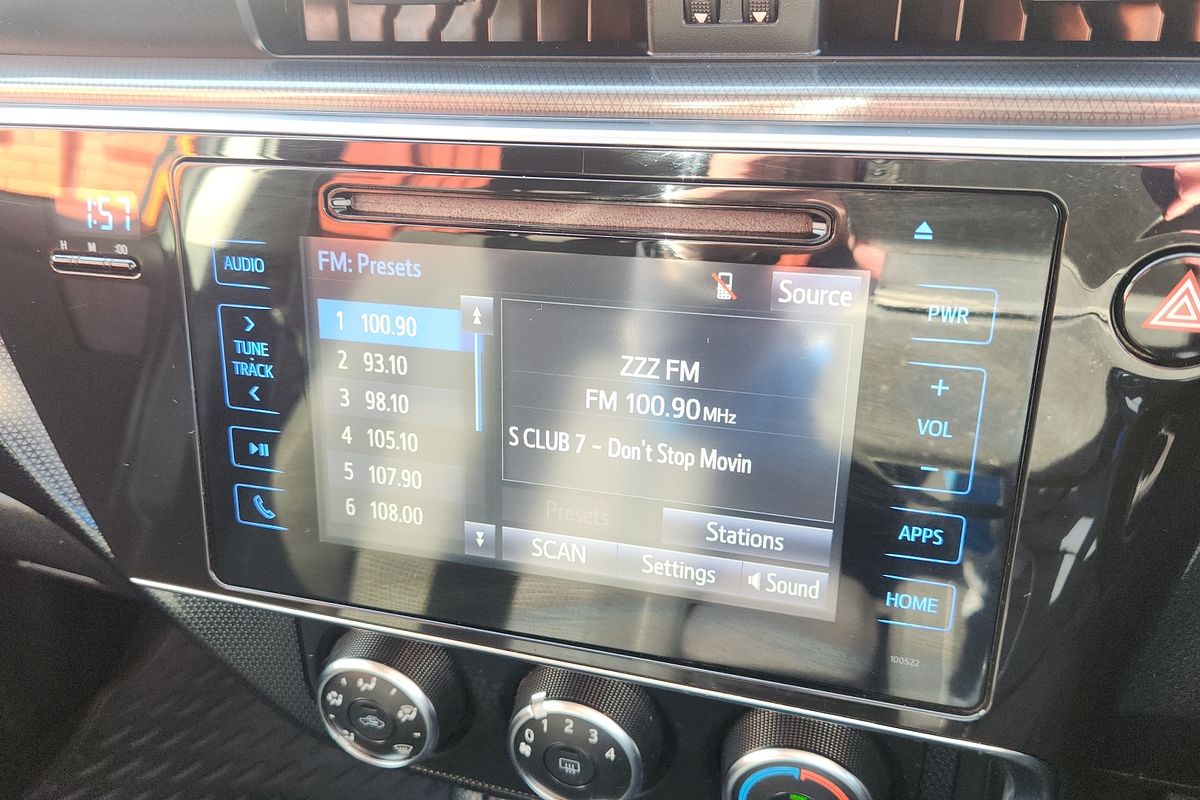 1:57
H M :00
AUDIO
TUNE
TRACK
FM: Presets
Source
1 100.90
2 93.10
3 98.10
4 105.10
5 107.90
6 108.00
ZZZ FM
FM 100.90 MHz
S CLUB 7 - Don't Stop Movin
Presets
Stations
SCAN
Settings
Sound
PWR
+
VOL
-
APPS
HOME
100522
0 2 3 4